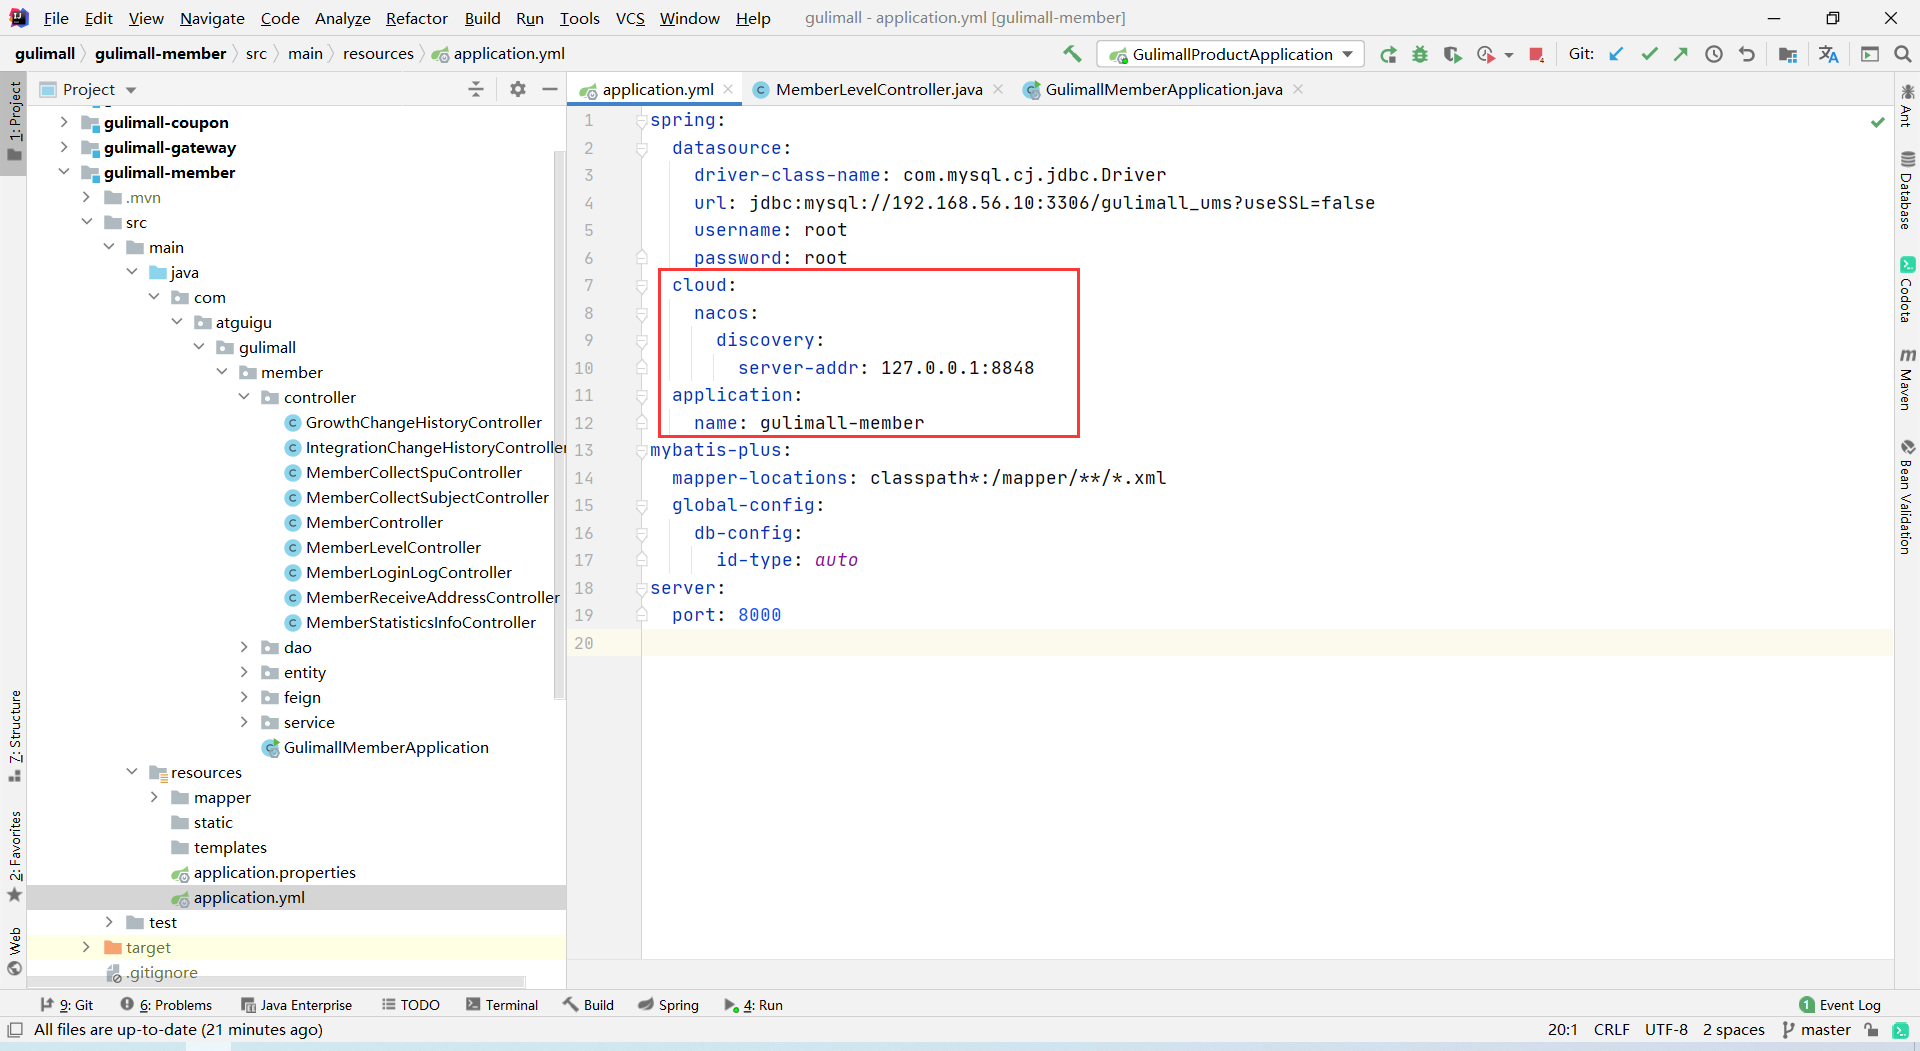 File Edit View Navigate Code Analyze Refactor Build Run Tools VCS Window Help gulimall - application.yml [gulimall-member]
gulimall gulimall-member src main resources application.yml GulimallProductApplication Git:
Project
application.yml MemberLevelController.java GulimallMemberApplication.java
1: Project
7: Structure
2: Favorites
Web
gulimall-coupon
gulimall-gateway
gulimall-member
.mvn
src
main
java
com
atguigu
gulimall
member
controller
GrowthChangeHistoryController
IntegrationChangeHistoryController
MemberCollectSpuController
MemberCollectSubjectController
MemberController
MemberLevelController
MemberLoginLogController
MemberReceiveAddressController
MemberStatisticsInfoController
dao
entity
feign
service
GulimallMemberApplication
resources
mapper
static
templates
application.properties
application.yml
test
target
.gitignore
1 spring:
2 datasource:
3 driver-class-name: com.mysql.cj.jdbc.Driver
4 url: jdbc:mysql://192.168.56.10:3306/gulimall_ums?useSSL=false
5 username: root
6 password: root
7 cloud:
8 nacos:
9 discovery:
10 server-addr: 127.0.0.1:8848
11 application:
12 name: gulimall-member
13 mybatis-plus:
14 mapper-locations: classpath*:/mapper/**/*.xml
15 global-config:
16 db-config:
17 id-type: auto
18 server:
19 port: 8000
20
Ant
Database
Codota
Maven
Bean Validation
9: Git 6: Problems Java Enterprise TODO Terminal Build Spring 4: Run 1 Event Log
All files are up-to-date (21 minutes ago) 20:1 CRLF UTF-8 2 spaces master